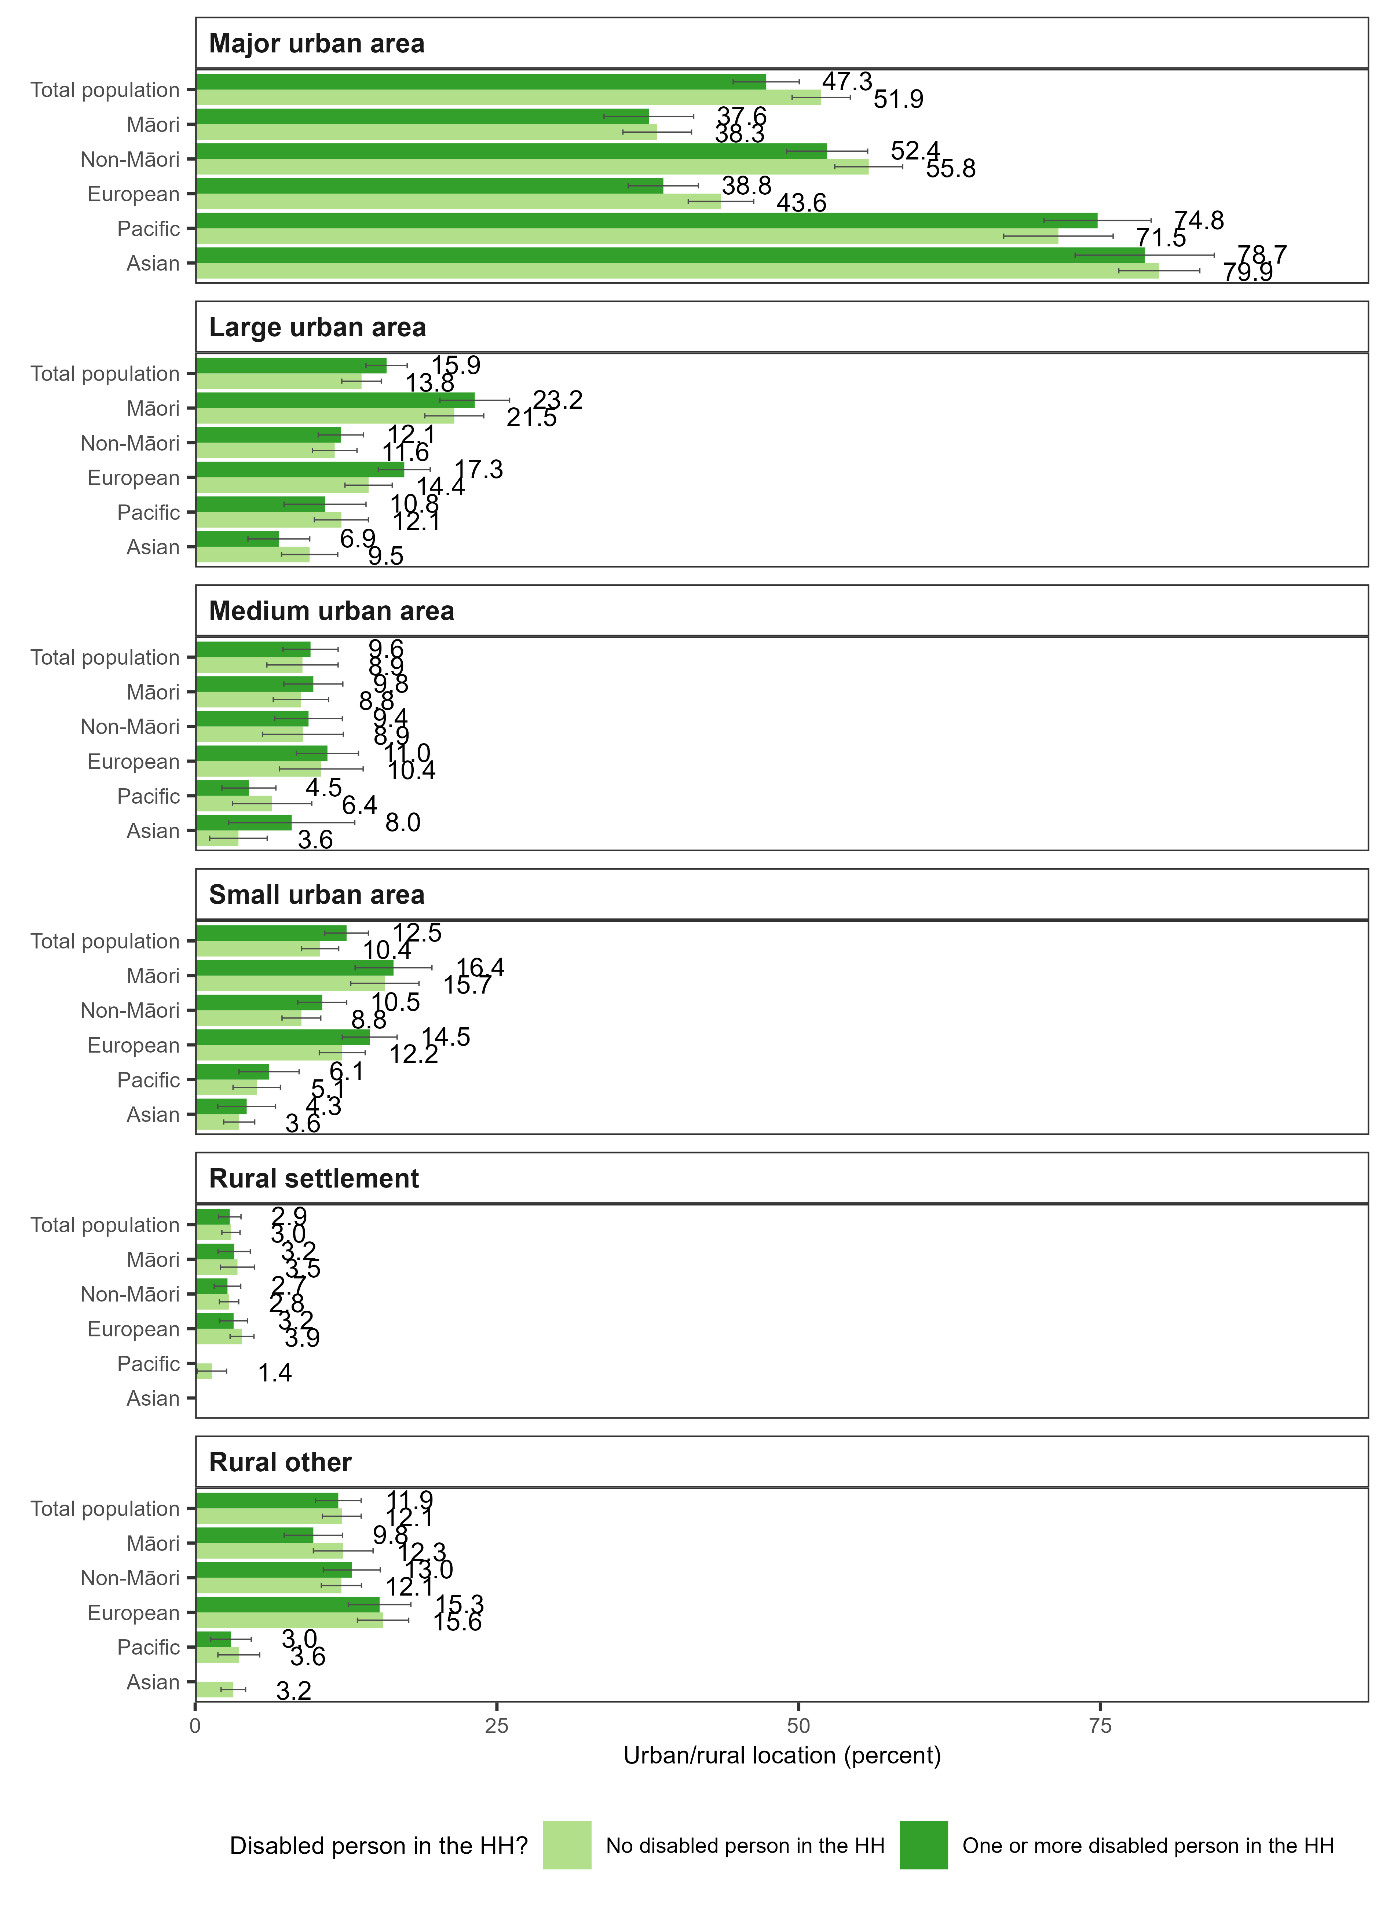 Major urban area
Total population
47.3
51.9
Māori
37.6
38.3
Non-Māori
52.4
55.8
European
38.8
43.6
Pacific
74.8
71.5
Asian
78.7
79.9
Large urban area
Total population
15.9
13.8
Māori
23.2
21.5
Non-Māori
12.1
11.6
European
17.3
14.4
Pacific
10.8
12.1
Asian
6.9
9.5
Medium urban area
Total population
9.6
8.9
Māori
9.8
8.8
Non-Māori
9.4
8.9
European
11.0
10.4
Pacific
4.5
6.4
Asian
8.0
3.6
Small urban area
Total population
12.5
10.4
Māori
16.4
15.7
Non-Māori
10.5
8.8
European
14.5
12.2
Pacific
6.1
5.1
Asian
4.3
3.6
Rural settlement
Total population
2.9
3.0
Māori
3.2
3.5
Non-Māori
2.7
2.8
European
3.2
3.9
Pacific
1.4
Asian
Rural other
Total population
11.9
12.1
Māori
9.8
12.3
Non-Māori
13.0
12.1
European
15.3
15.6
Pacific
3.0
3.6
Asian
3.2
0 25 50 75
Urban/rural location (percent)
Disabled person in the HH? No disabled person in the HH One or more disabled person in the HH